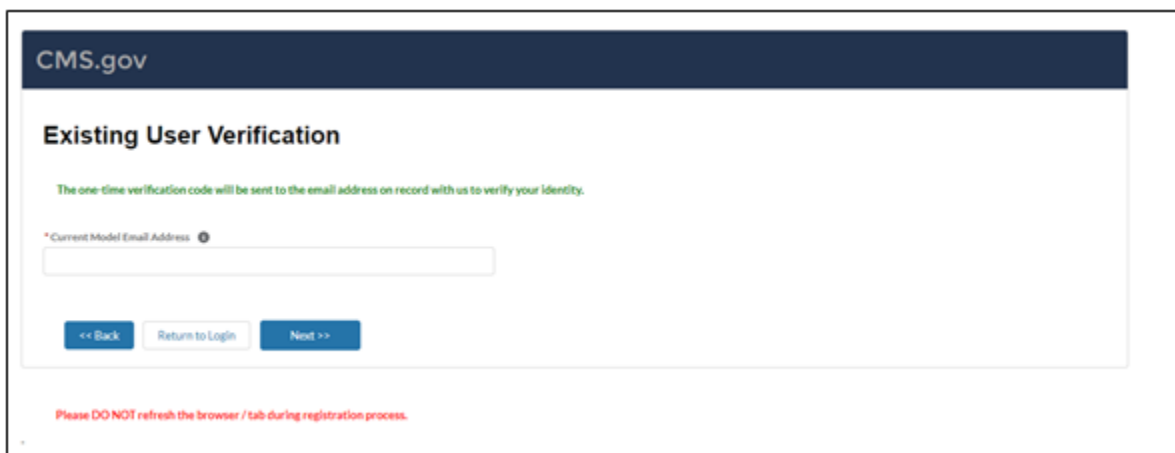 CMS.gov
Existing User Verification
The one-time verification code will be sent to the email address on record with us to verify your identity.
*Current Model Email Address
<< Back
Return to Login
Next >>
Please DO NOT refresh the browser / tab during registration process.